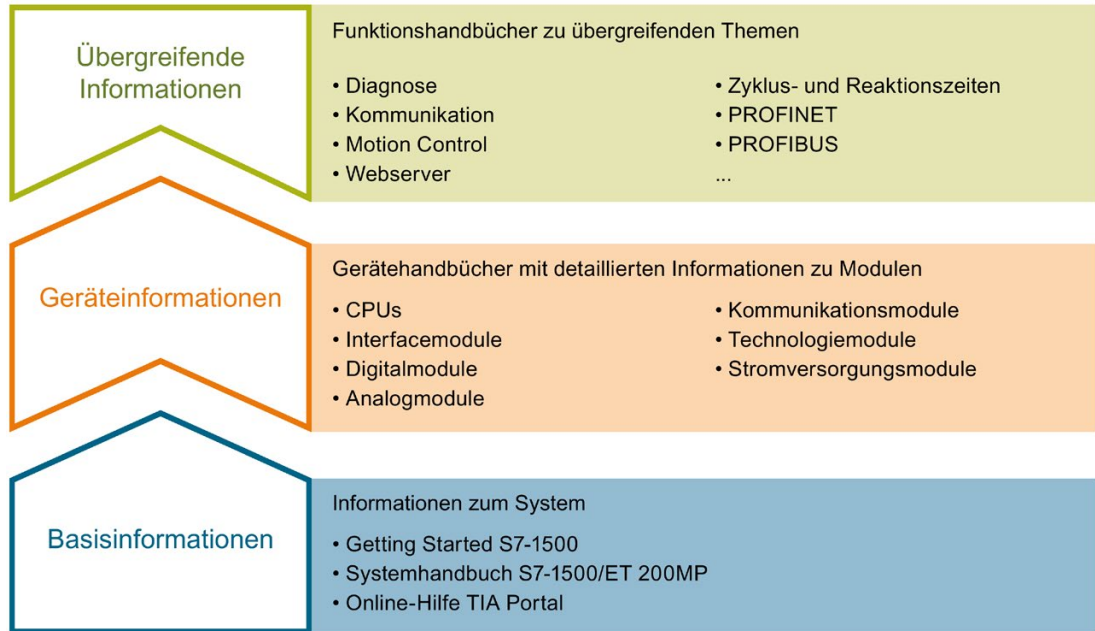 Übergreifende
Informationen
Funktionshandbücher zu übergreifenden Themen
• Diagnose
• Kommunikation
• Motion Control
• Webserver
• Zyklus- und Reaktionszeiten
• PROFINET
• PROFIBUS
...
Geräteinformationen
Gerätehandbücher mit detaillierten Informationen zu Modulen
• CPUs
• Interfacemodule
• Digitalmodule
• Analogmodule
• Kommunikationsmodule
• Technologiemodule
• Stromversorgungsmodule
Basisinformationen
Informationen zum System
• Getting Started S7-1500
• Systemhandbuch S7-1500/ET 200MP
• Online-Hilfe TIA Portal